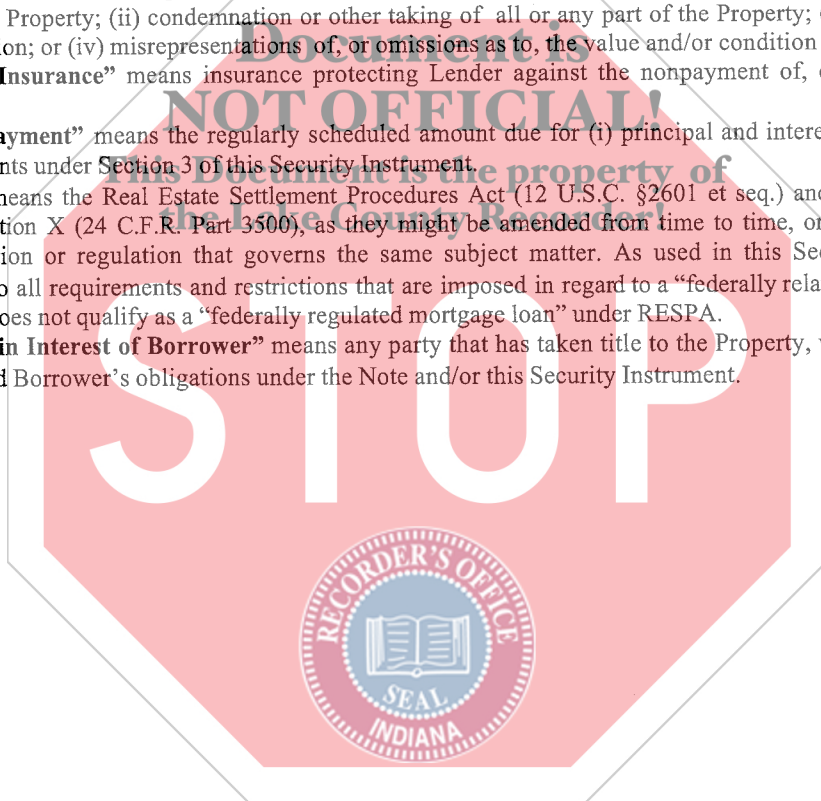 Property; (ii) condemnation or other taking of all or any part of the Property;
on; or (iv) misrepresentations of, or omissions as to, the value and/or condition
Document is
Insurance” means insurance protecting Lender against the nonpayment of,
NOT OFFICIAL!
ayment” means the regularly scheduled amount due for (i) principal and intere
nts under Section 3 of this Security Instrument.
This Document is the property of
means the Real Estate Settlement Procedures Act (12 U.S.C. §2601 et seq.) and
the Lake County Recorder!
tion X (24 C.F.R. Part 3500), as they might be amended from time to time, or
ion or regulation that governs the same subject matter. As used in this Sec
o all requirements and restrictions that are imposed in regard to a “federally rela
oes not qualify as a “federally regulated mortgage loan” under RESPA.
in Interest of Borrower” means any party that has taken title to the Property,
d Borrower’s obligations under the Note and/or this Security Instrument.
STOP
RECORDER’S OFFICE
SEAL
INDIANA